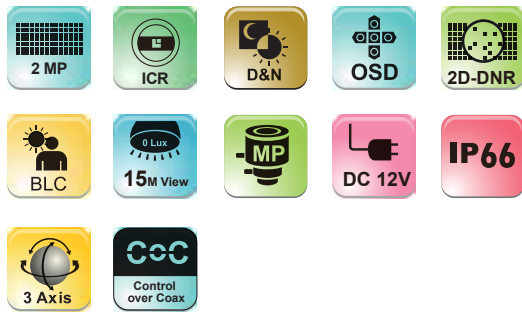 2 MP
ICR
D&N
OSD
2D-DNR
BLC
0 Lux
15M View
MP
DC 12V
IP66
3 Axis
COC
Control
over Coax